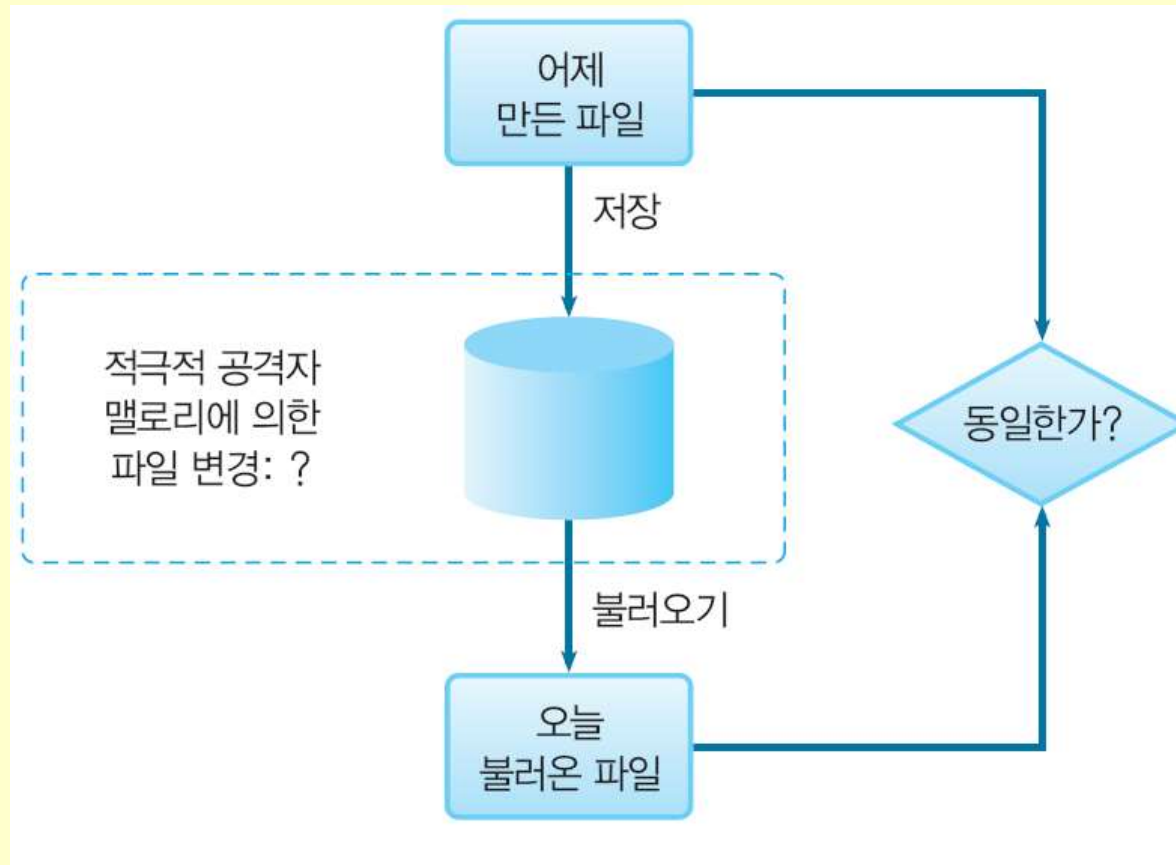 어제
만든 파일
저장
적극적 공격자
맬로리에 의한
파일 변경: ?
동일한가?
불러오기
오늘
불러온 파일